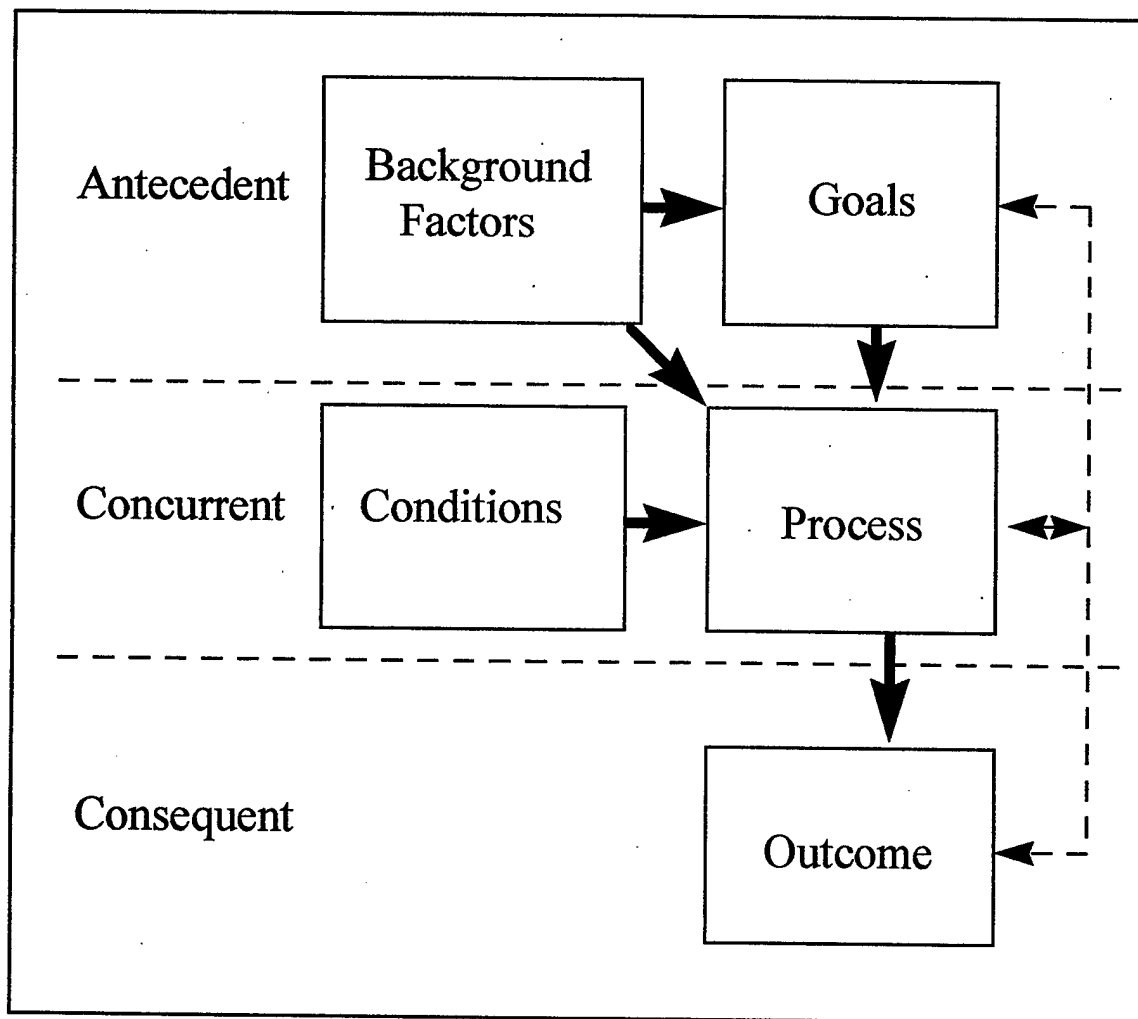 Antecedent
Background
Factors
Goals
Concurrent
Conditions
Process
Consequent
Outcome